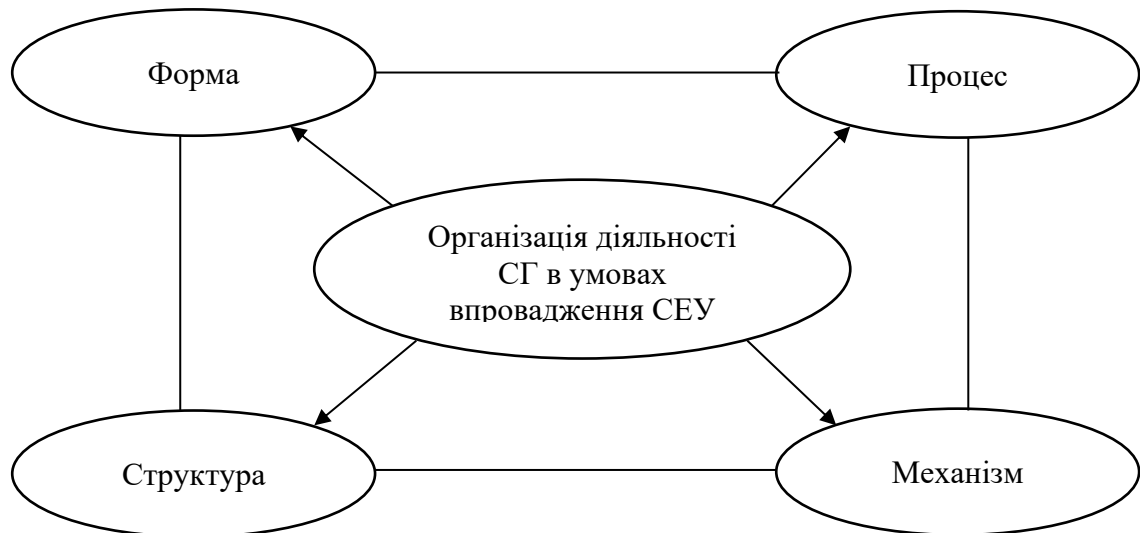 Форма
Процес
Організація діяльності
СГ в умовах
впровадження СЕУ
Структура
Механізм